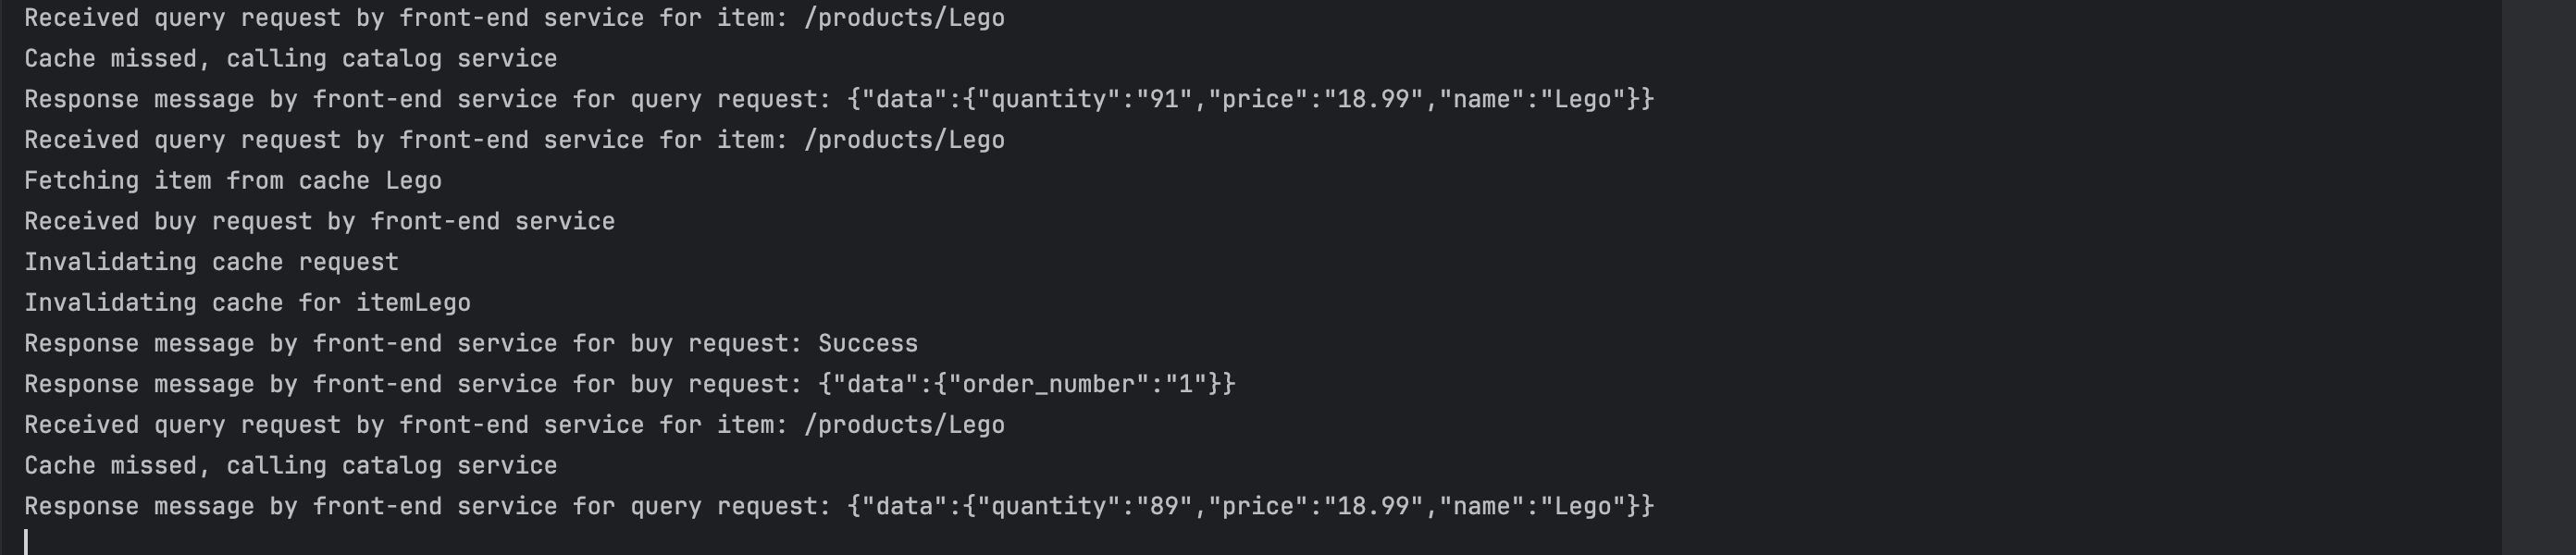 Received query request by front-end service for item: /products/Lego
Cache missed, calling catalog service
Response message by front-end service for query request: {"data":{"quantity":"91","price":"18.99","name":"Lego"}}
Received query request by front-end service for item: /products/Lego
Fetching item from cache Lego
Received buy request by front-end service
Invalidating cache request
Invalidating cache for itemLego
Response message by front-end service for buy request: Success
Response message by front-end service for buy request: {"data":{"order_number":"1"}}
Received query request by front-end service for item: /products/Lego
Cache missed, calling catalog service
Response message by front-end service for query request: {"data":{"quantity":"89","price":"18.99","name":"Lego"}}